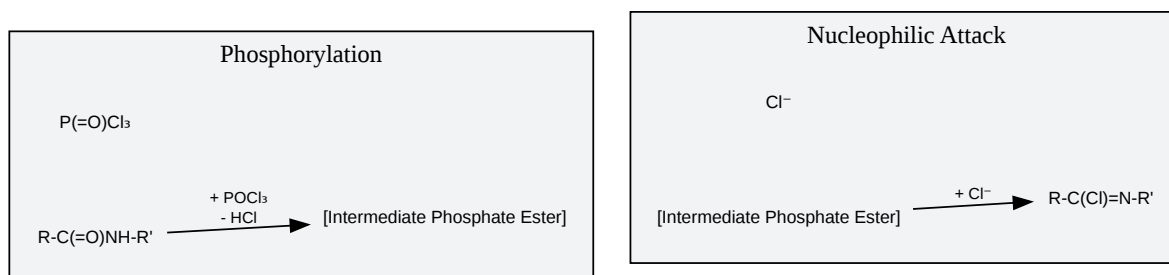 Phosphorylation
P(=O)Cl₃
+ POCl₃
- HCl
R-C(=O)NH-R'
[Intermediate Phosphate Ester]
Nucleophilic Attack
Cl⁻
[Intermediate Phosphate Ester]
+ Cl⁻
R-C(Cl)=N-R'